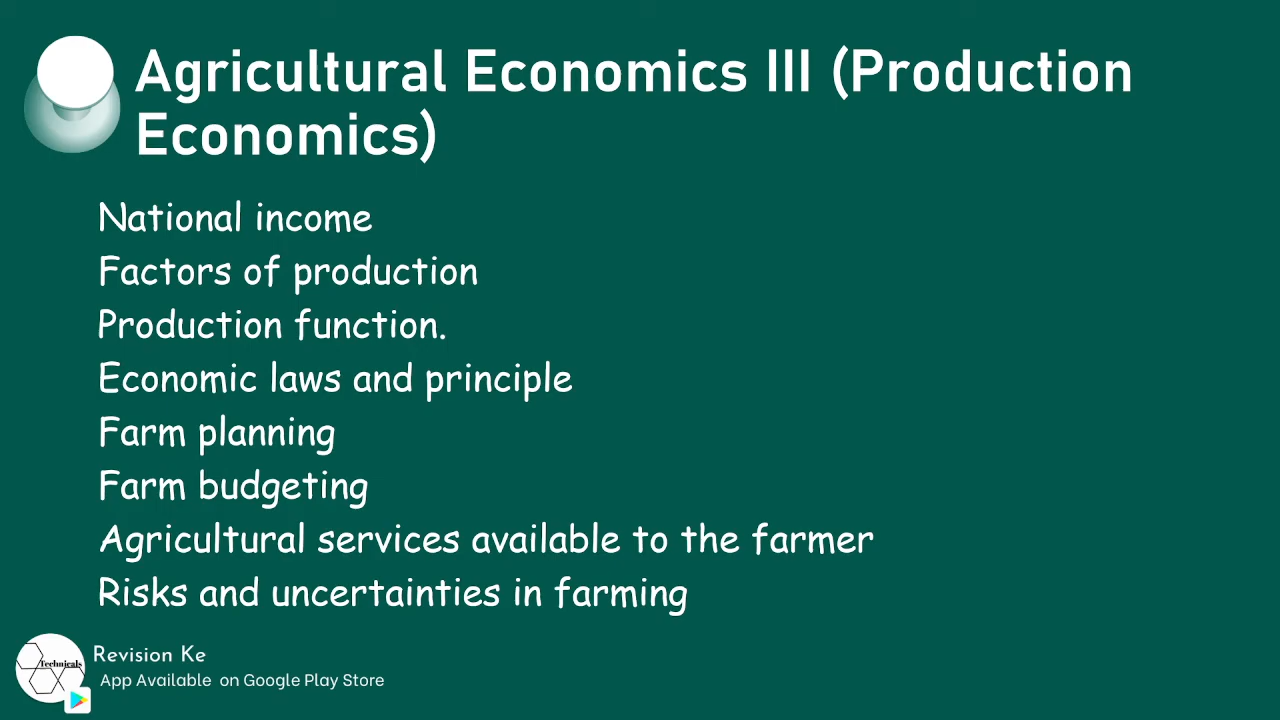 Agricultural Economics III (Production
Economics)
National income
Factors of production
Production function.
Economic laws and principle
Farm planning
Farm budgeting
Agricultural services available to the farmer
Risks and uncertainties in farming
Technicals
Revision Ke
App Available on Google Play Store